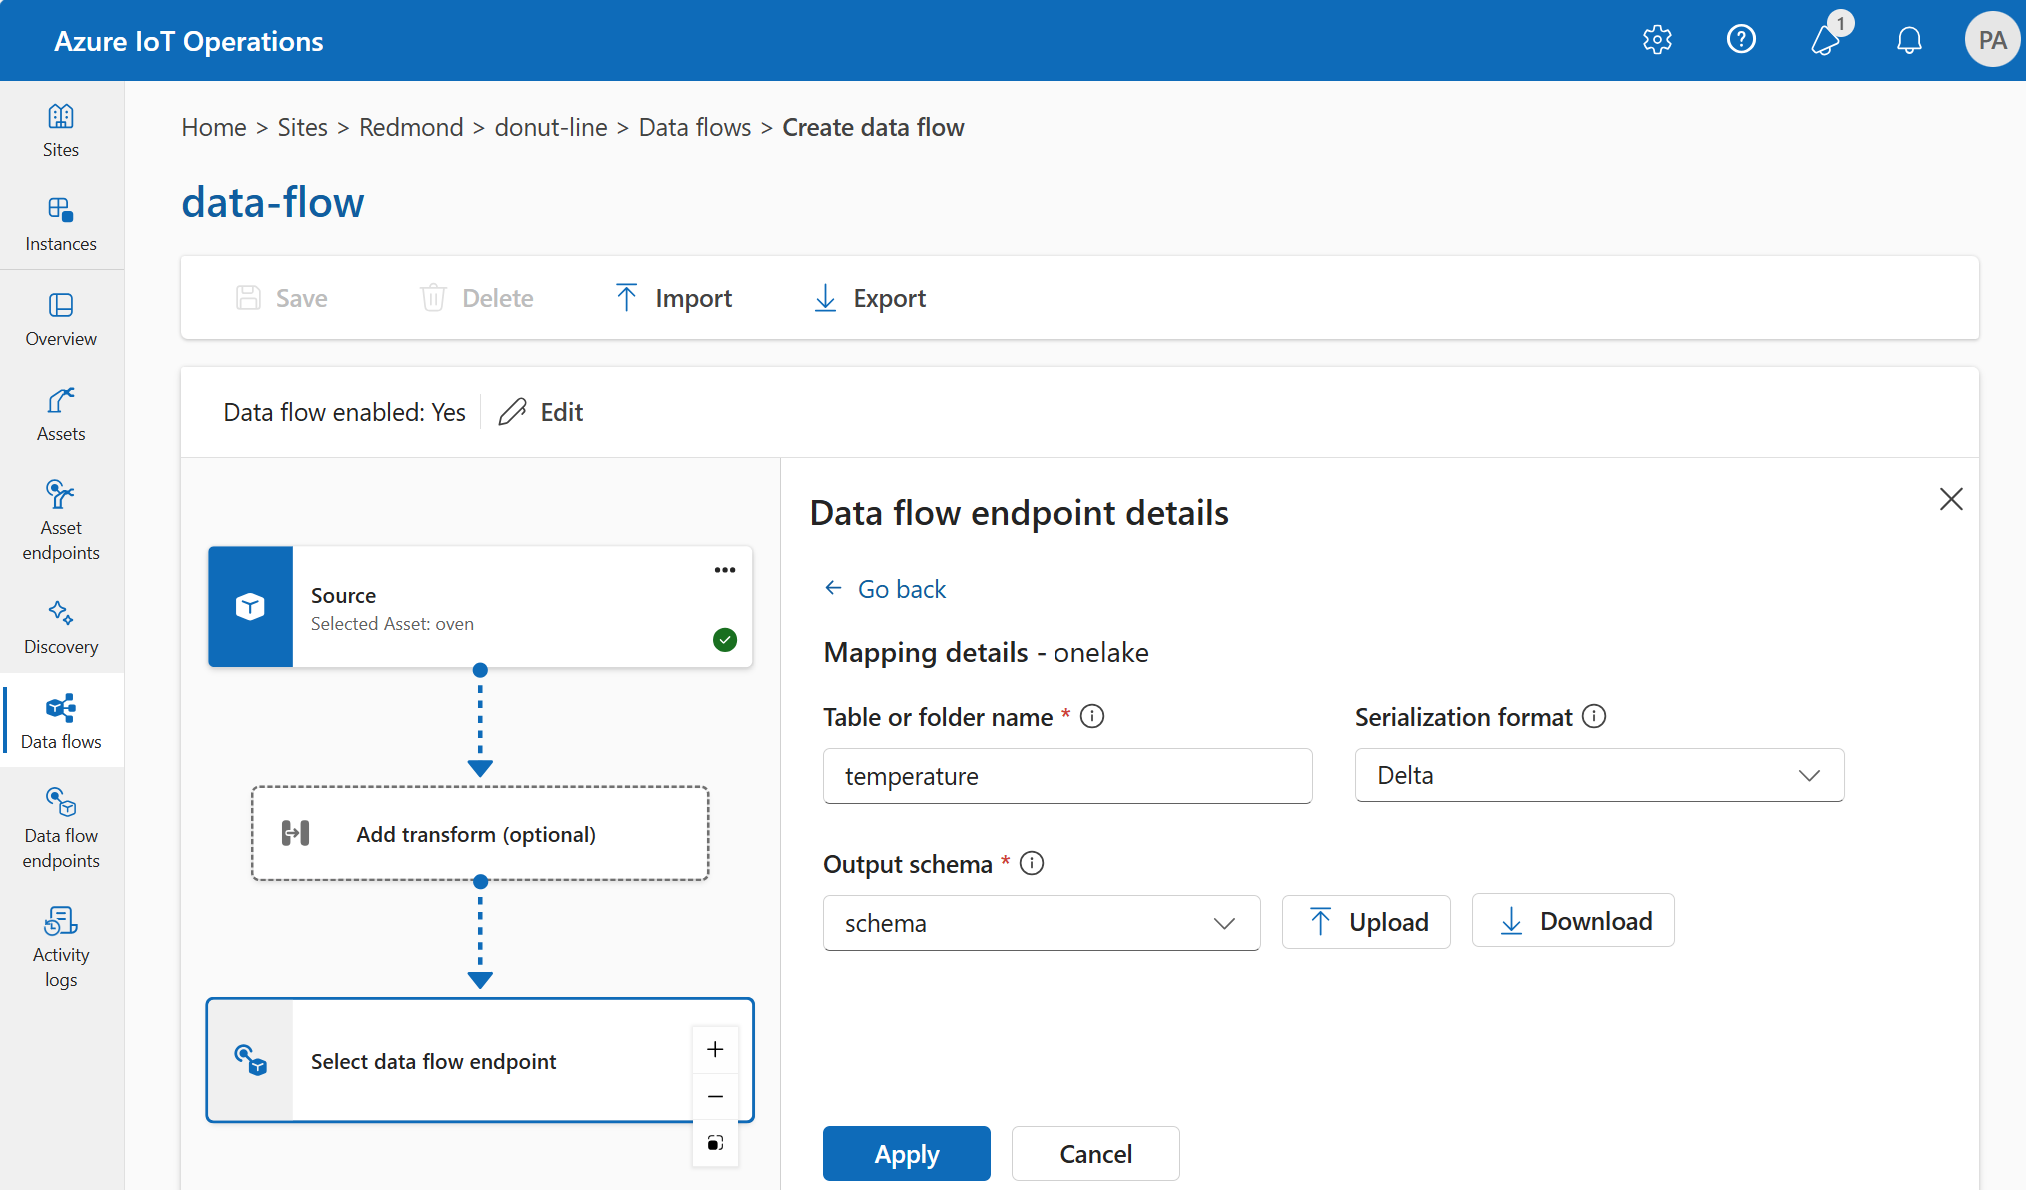 Azure IoT Operations
1
PA
Sites
Instances
Overview
Assets
Asset
endpoints
Discovery
Data flows
Data flow
endpoints
Activity
logs
Home > Sites > Redmond > donut-line > Data flows > Create data flow
data-flow
Save Delete Import Export
Data flow enabled: Yes Edit
Source
Selected Asset: oven
Add transform (optional)
Select data flow endpoint
Data flow endpoint details
Go back
Mapping details - onelake
Table or folder name *
temperature
Serialization format
Delta
Output schema *
schema
Upload
Download
Apply
Cancel